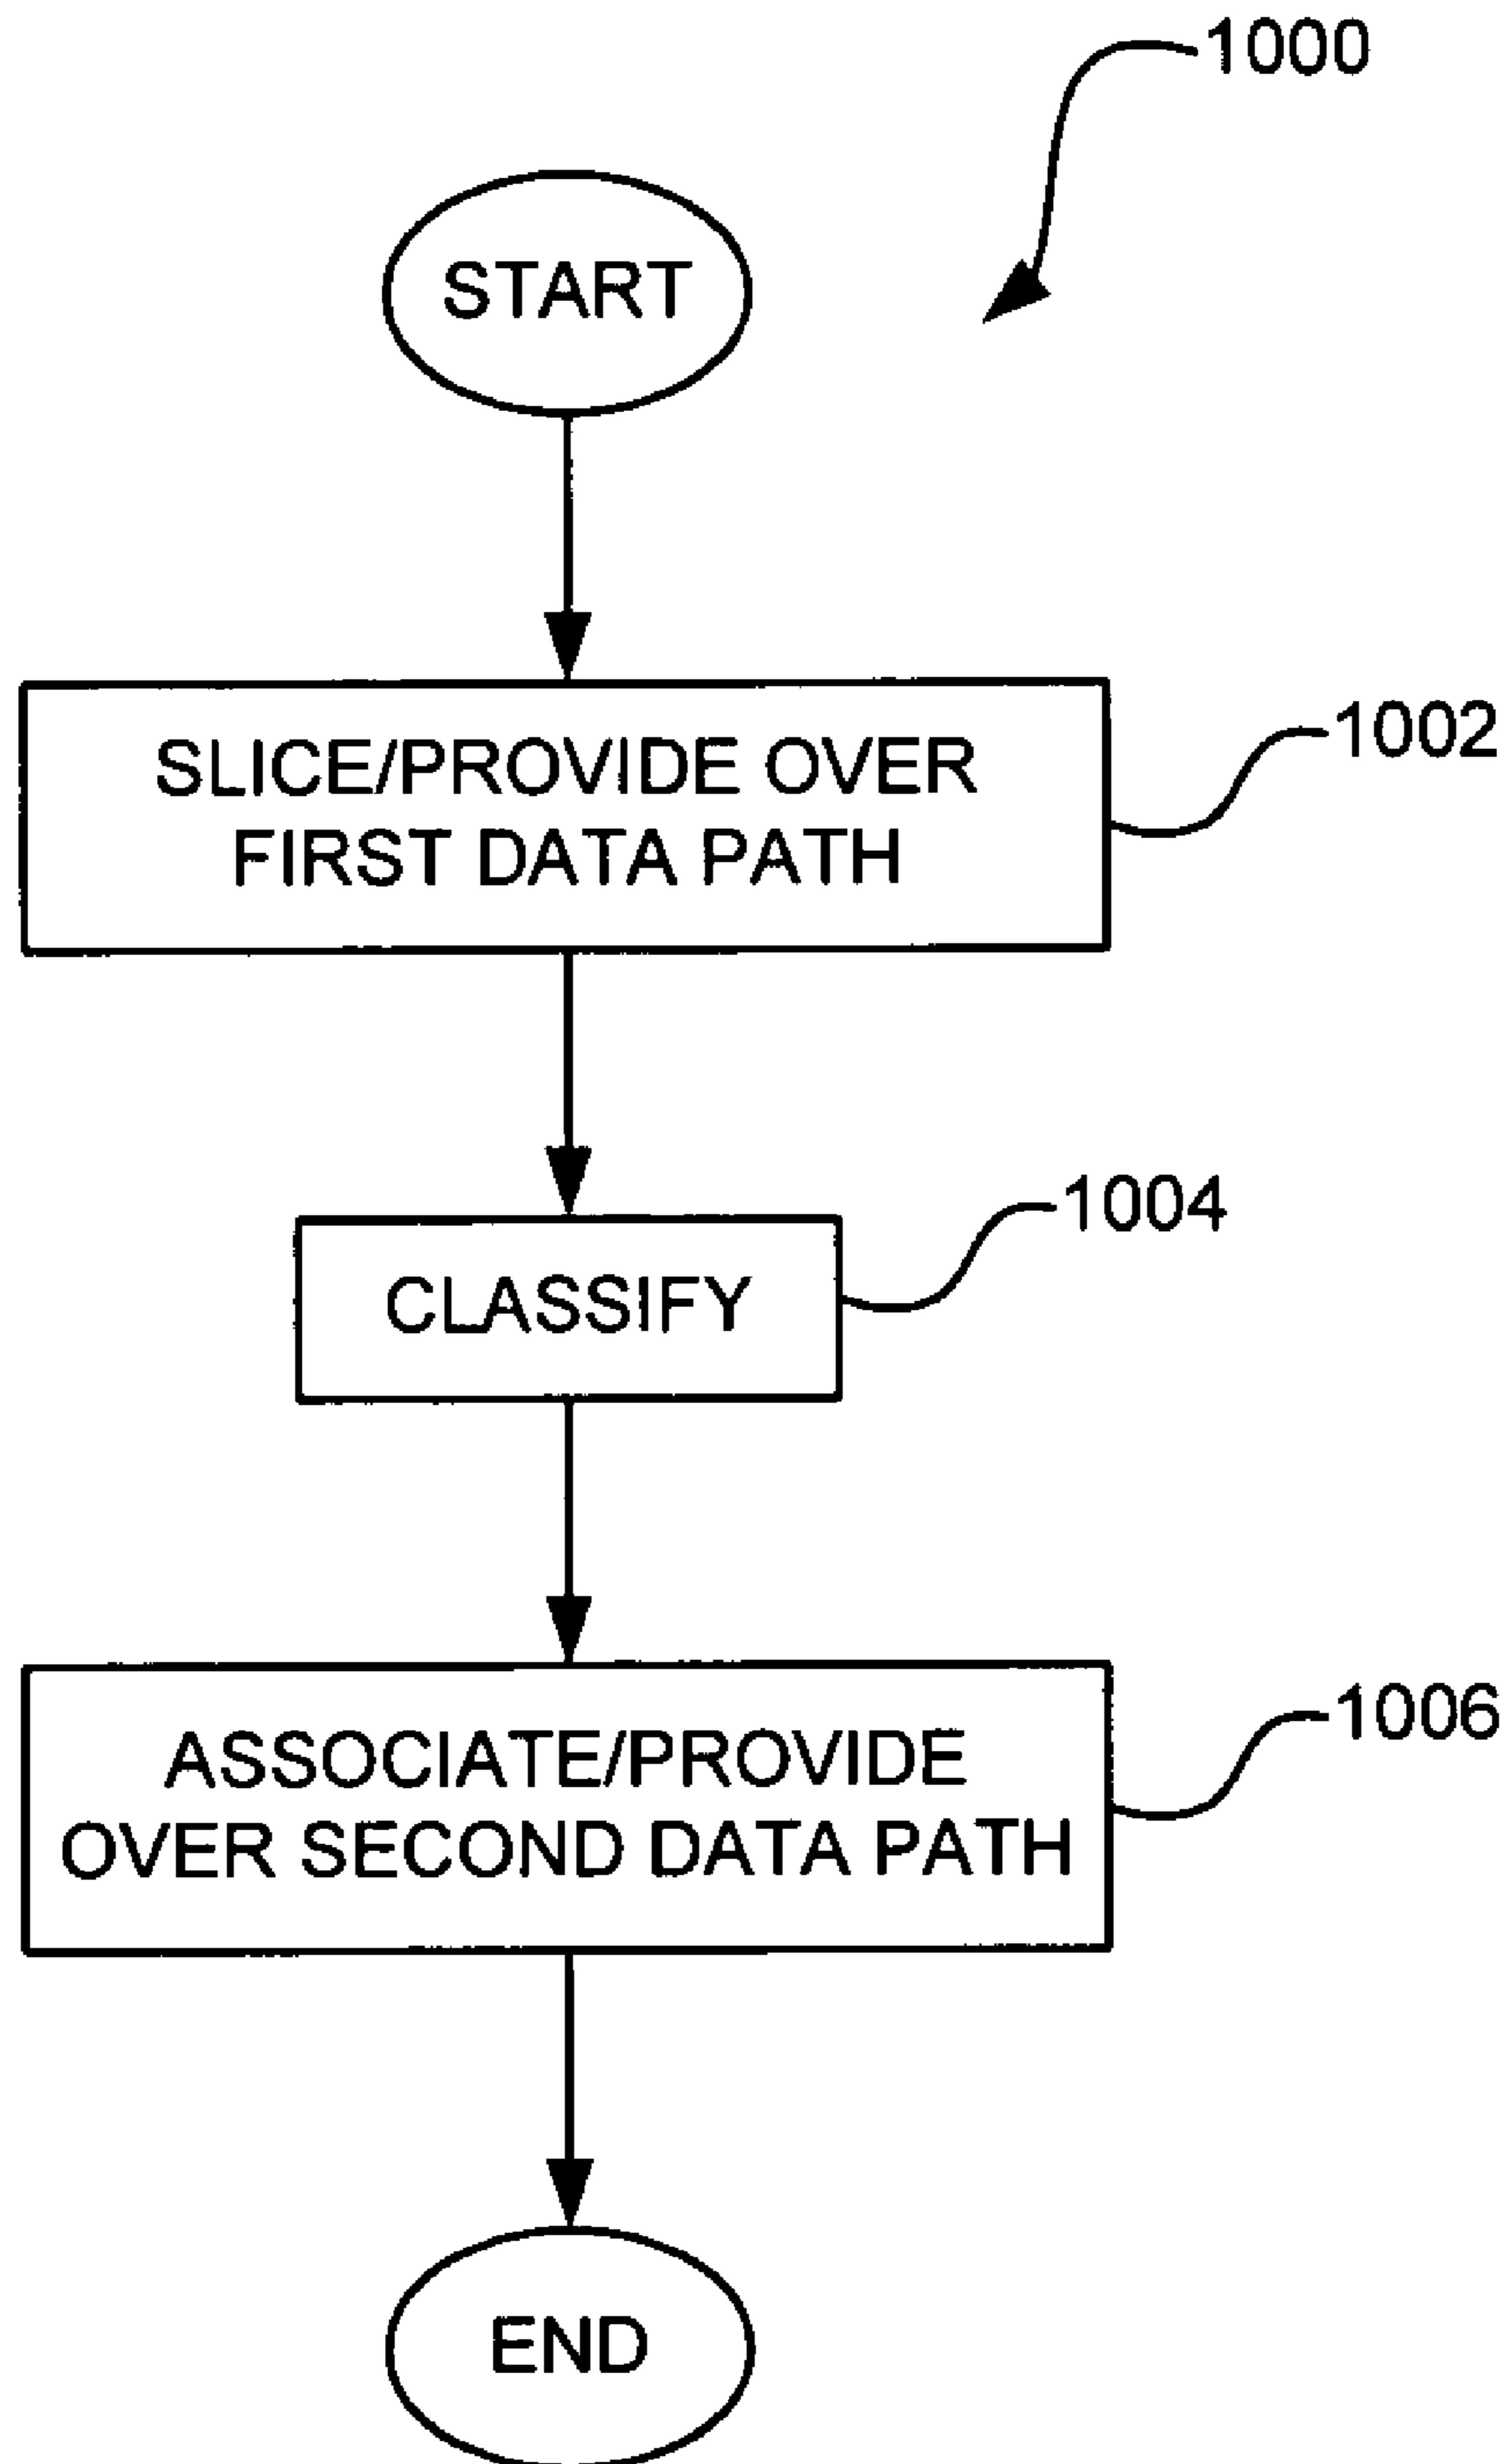 1000
START
SLICE/PROVIDE OVER
FIRST DATA PATH
1002
CLASSIFY
1004
ASSOCIATE/PROVIDE
OVER SECOND DATA PATH
1006
END